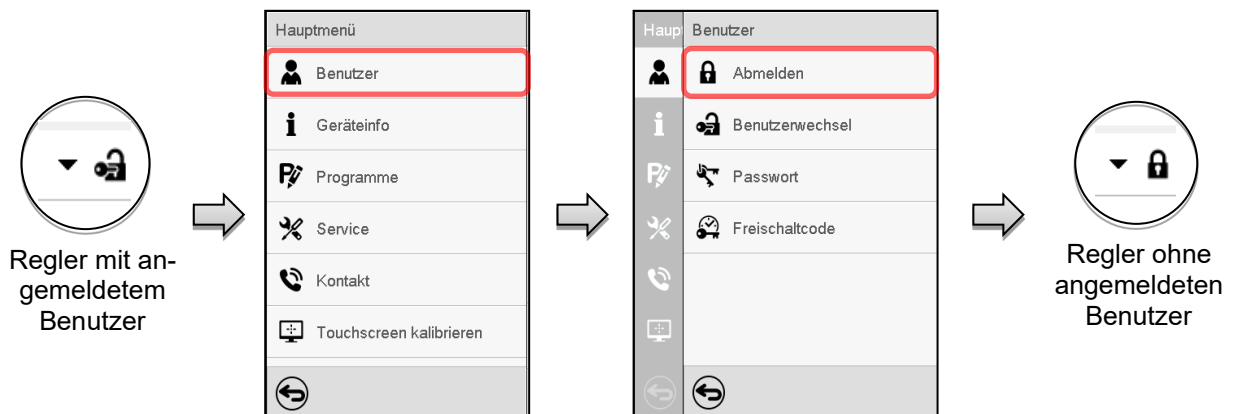 Regler mit an-
gemeldetem
Benutzer
Hauptmenü
Benutzer
Geräteinfo
Programme
Service
Kontakt
Touchscreen kalibrieren
Haup
Benutzer
Abmelden
Benutzerwechsel
Passwort
Freischaltcode
Regler ohne
angemeldeten
Benutzer